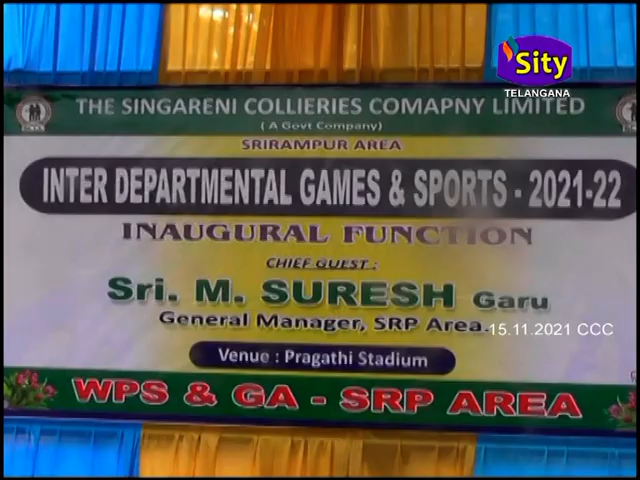 Sity
TELANGANA
THE SINGARENI COLLIERIES COMAPNY LIMITED
( A Govt Company)
SRIRAMPUR AREA
INTER DEPARTMENTAL GAMES & SPORTS - 2021-22
INAUGURAL FUNCTION
CHIEF GUEST :
Sri. M. SURESH Garu
General Manager, SRP Area.
15.11.2021 CCC
Venue : Pragathi Stadium
WPS & GA - SRP AREA